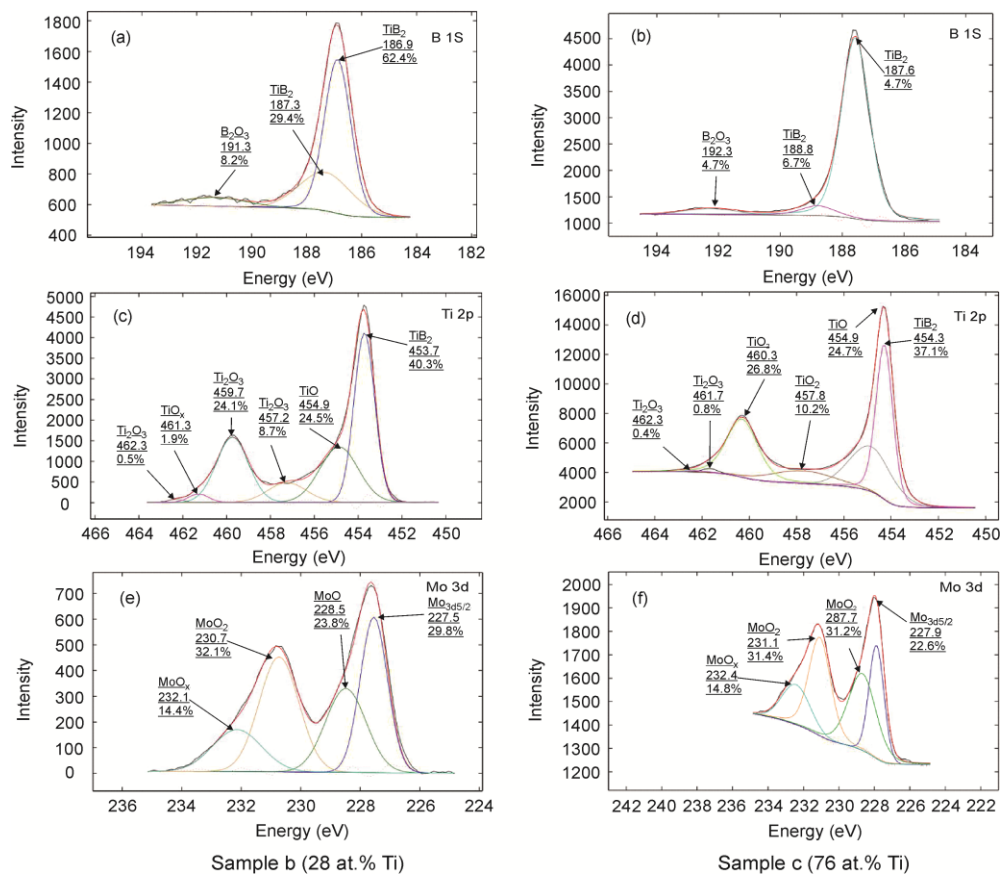 (a)
B 1S
TiB2
186.9
62.4%
TiB2
187.3
29.4%
B2O3
191.3
8.2%
1800
1600
1400
1200
1000
800
600
400
Intensity
194 192 190 188 186 184 182
Energy (eV)
(b)
B 1S
TiB2
187.6
4.7%
B2O3
192.3
4.7%
TiB2
188.8
6.7%
4500
4000
3500
3000
2500
2000
1500
1000
Intensity
194 192 190 188 186 184
Energy (eV)
(c)
Ti 2p
TiB2
453.7
40.3%
Ti2O3
459.7
24.1%
TiO
454.9
24.5%
Ti2O3
457.2
8.7%
TiOx
461.3
1.9%
Ti2O3
462.3
0.5%
5000
4500
4000
3500
3000
2500
2000
1500
1000
500
0
Intensity
466 464 462 460 458 456 454 452 450
Energy (eV)
(d)
Ti 2p
TiO
454.9
24.7%
TiB2
454.3
37.1%
460.3
26.8%
Ti2O3
461.7
0.8%
TiO2
457.8
10.2%
Ti2O3
462.3
0.4%
16000
14000
12000
10000
8000
6000
4000
2000
Intensity
466 464 462 460 458 456 454 452 450
Energy (eV)
(e)
Mo 3d
MoO
228.5
23.8%
Mo3d5/2
227.5
29.8%
MoO2
230.7
32.1%
MoOx
232.1
14.4%
700
600
500
400
300
200
100
0
Intensity
236 234 232 230 228 226 224
Energy (eV)
(f)
Mo 3d
287.7
31.2%
Mo3d5/2
227.9
22.6%
MoO2
231.1
31.4%
MoOx
232.4
14.8%
2000
1900
1800
1700
1600
1500
1400
1300
1200
Intensity
242 240 238 236 234 232 230 228 226 224 222
Energy (eV)
Sample b (28 at.% Ti)
Sample c (76 at.% Ti)